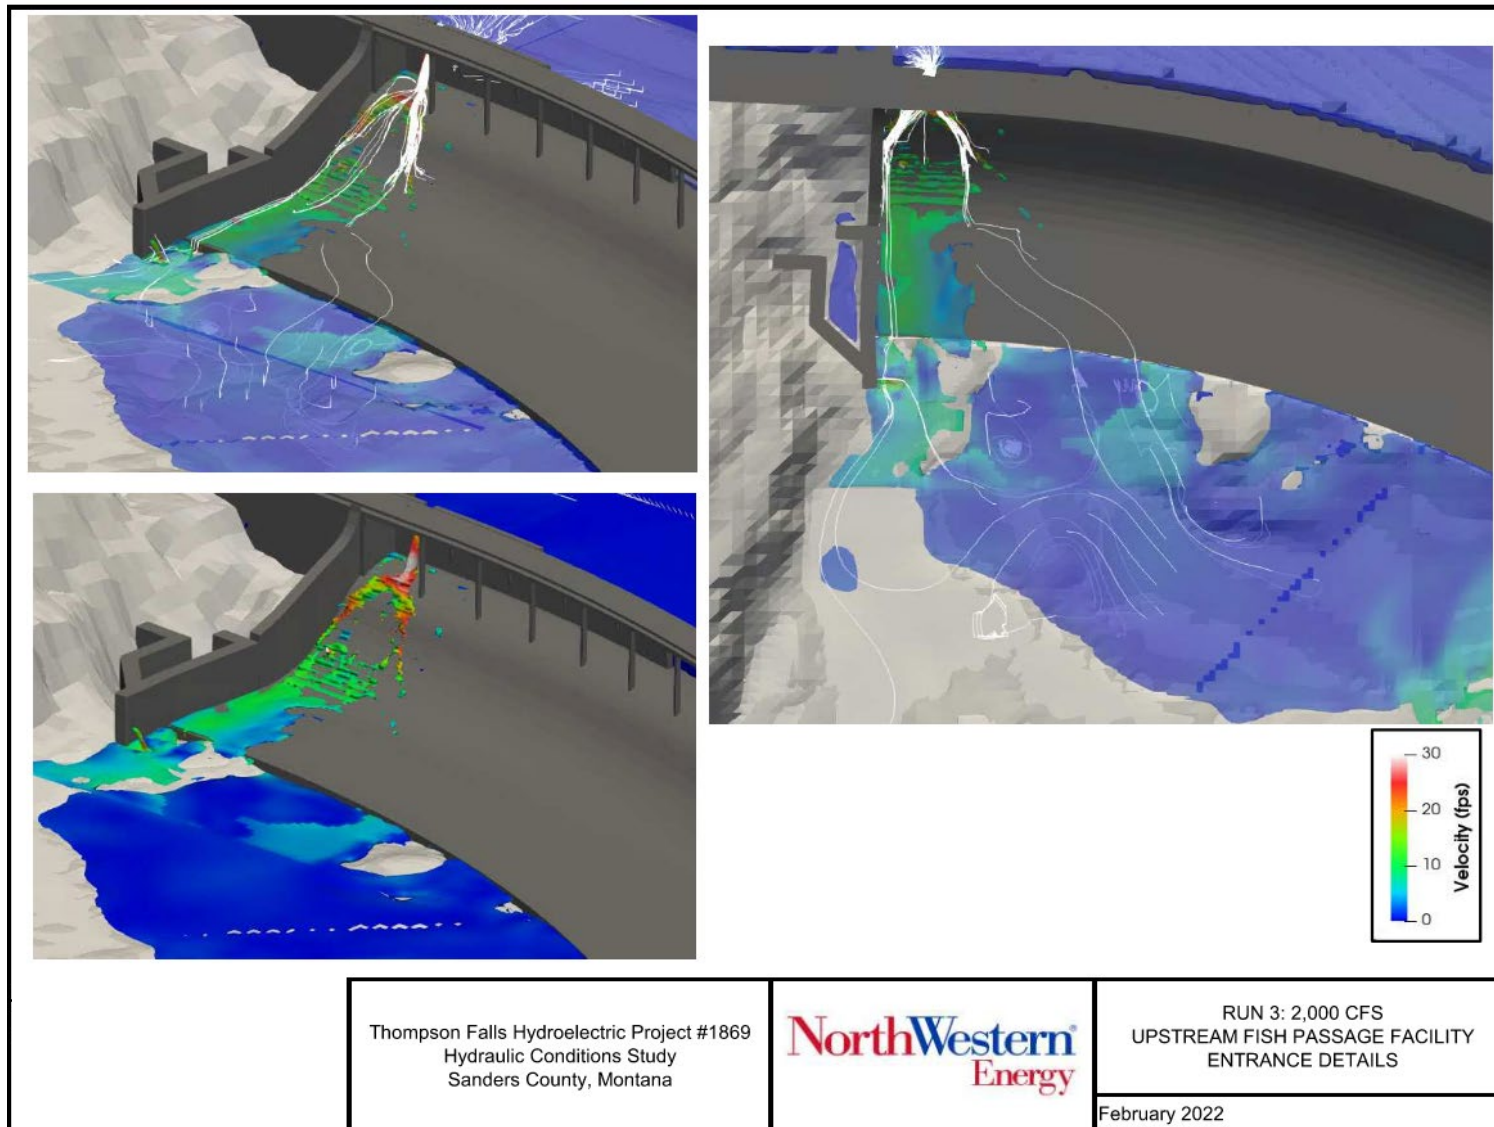 30
20
10
0
Velocity (fps)
Thompson Falls Hydroelectric Project #1869
Hydraulic Conditions Study
Sanders County, Montana
NorthWestern®
Energy
RUN 3: 2,000 CFS
UPSTREAM FISH PASSAGE FACILITY
ENTRANCE DETAILS
February 2022